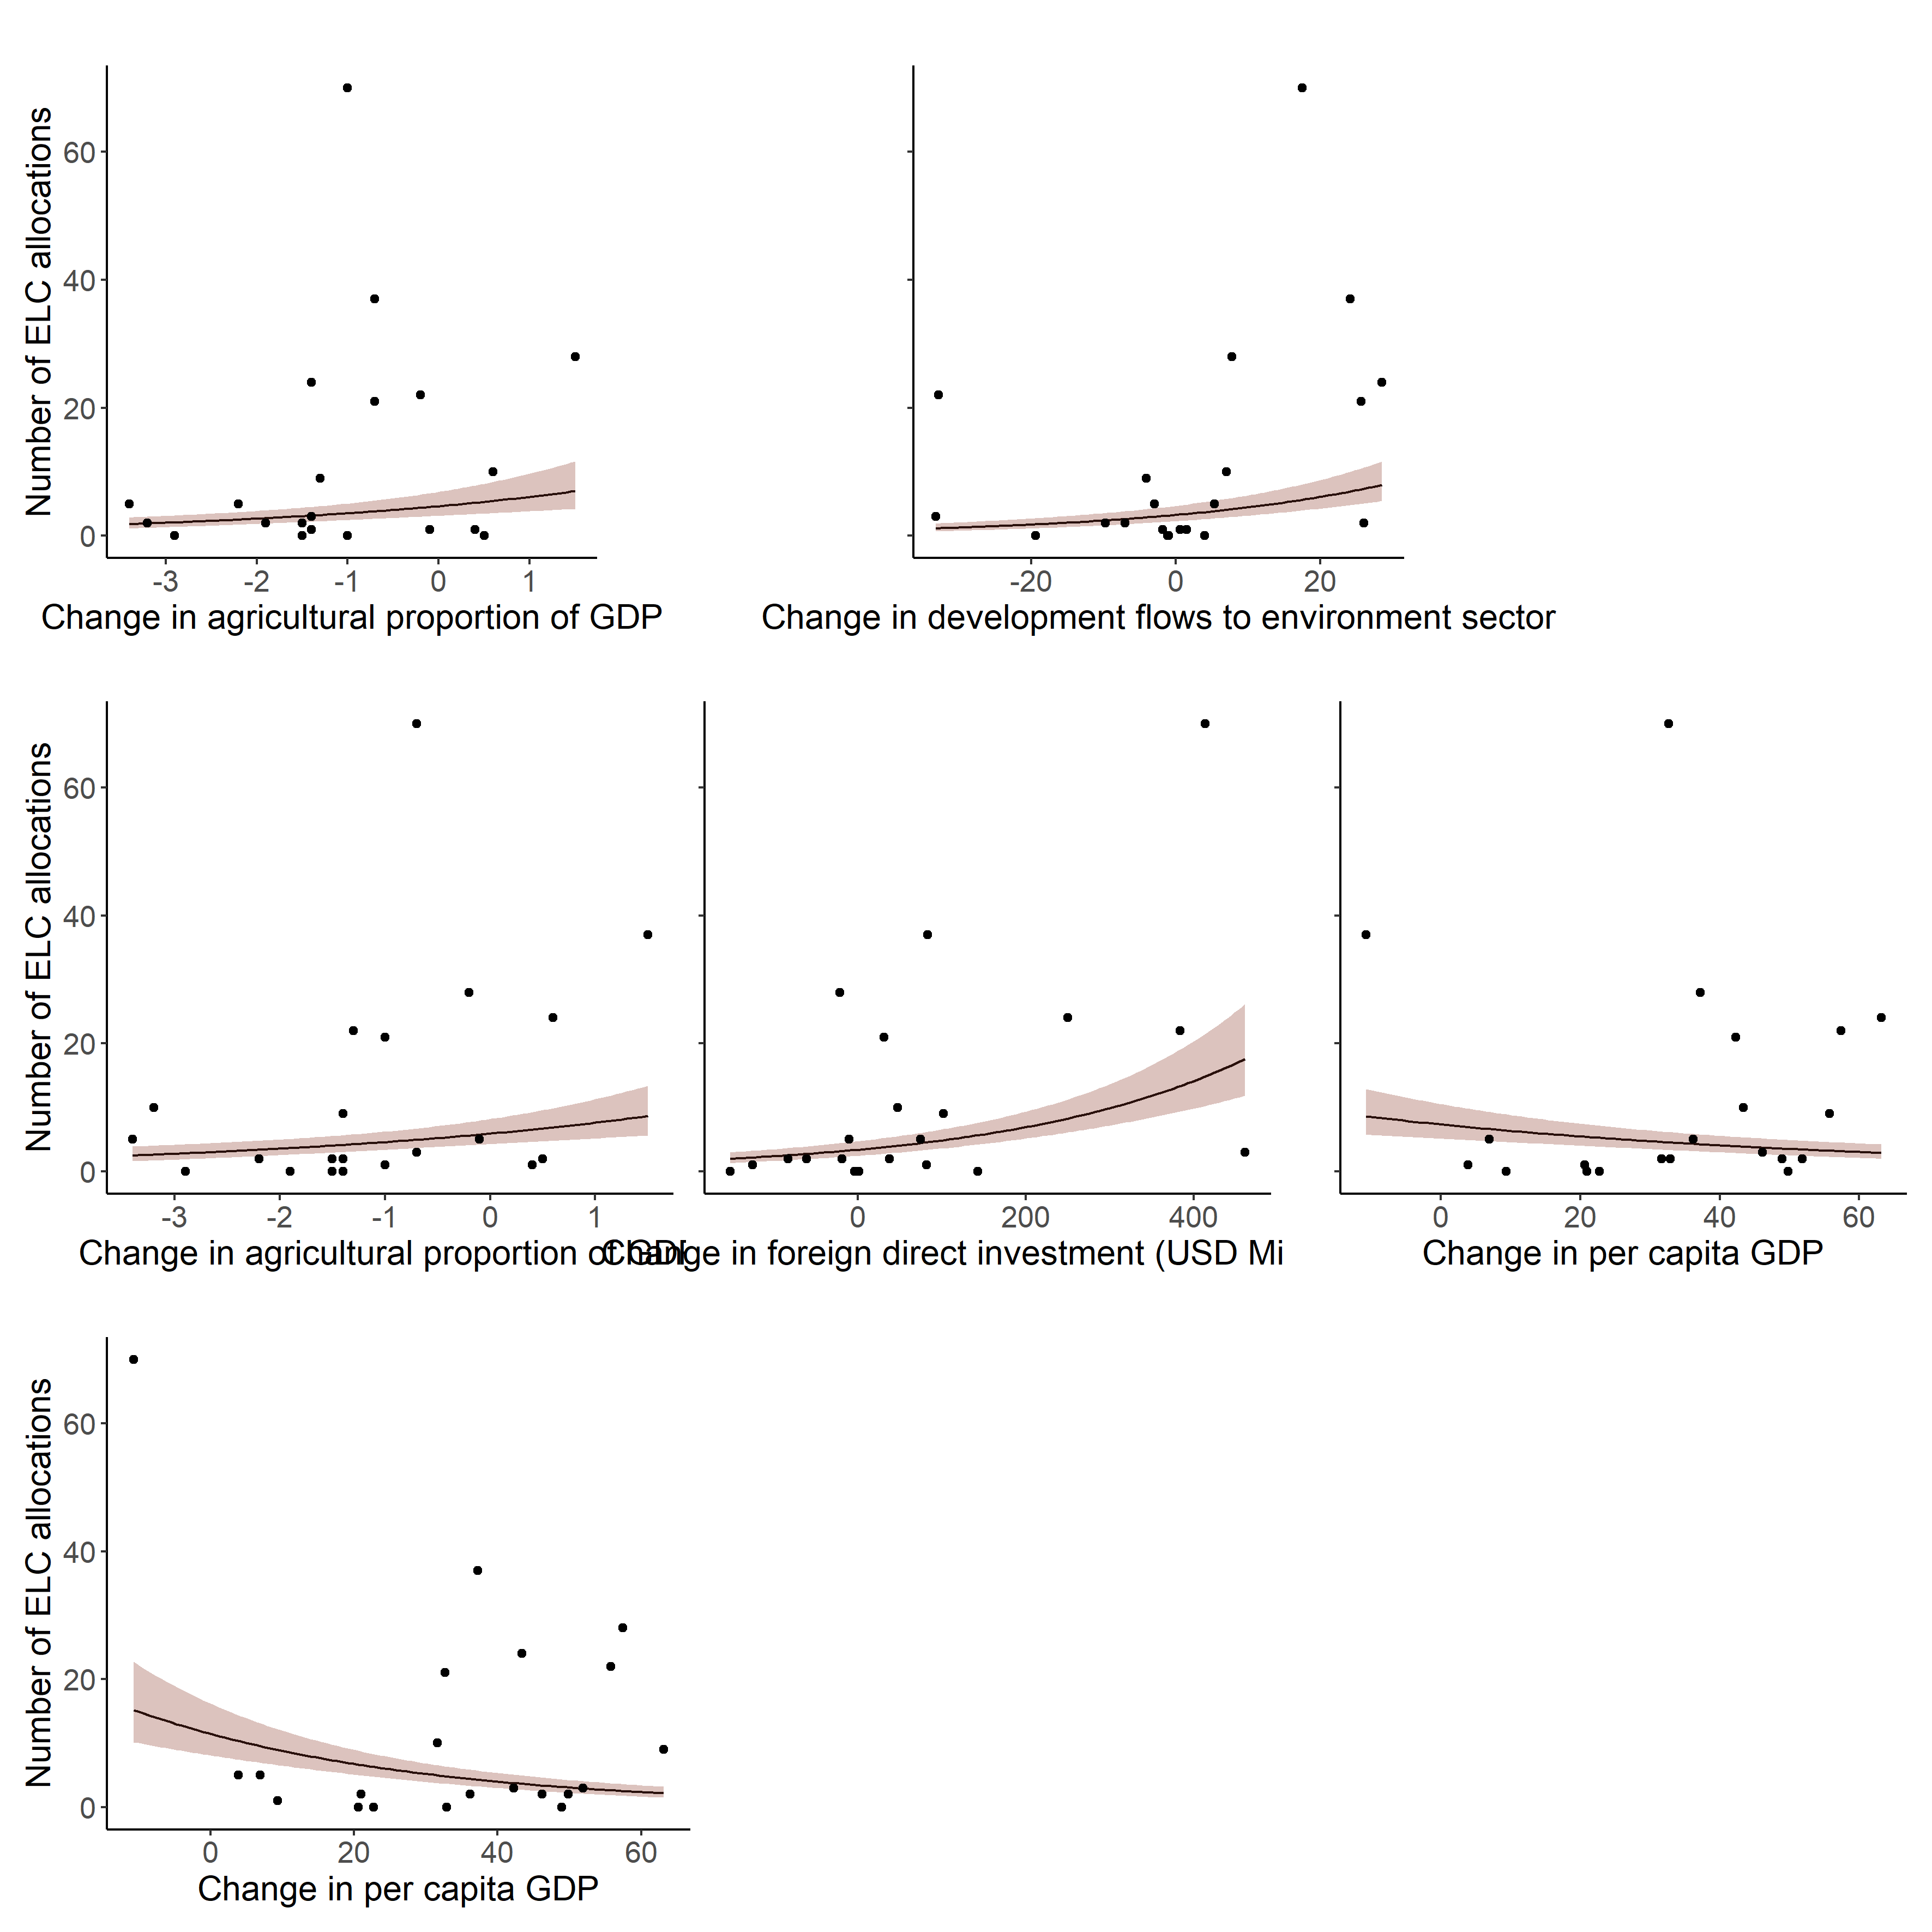 Number of ELC allocations
60
40
20
0
-3 -2 -1 0 1
Change in agricultural proportion of GDP
-20 0 20
Change in development flows to environment sector
Number of ELC allocations
60
40
20
0
-3 -2 -1 0 1
Change in agricultural proportion of
0 200 400
in foreign direct investment (USD Mi
0 20 40 60
Change in per capita GDP
Number of ELC allocations
60
40
20
0
0 20 40 60
Change in per capita GDP